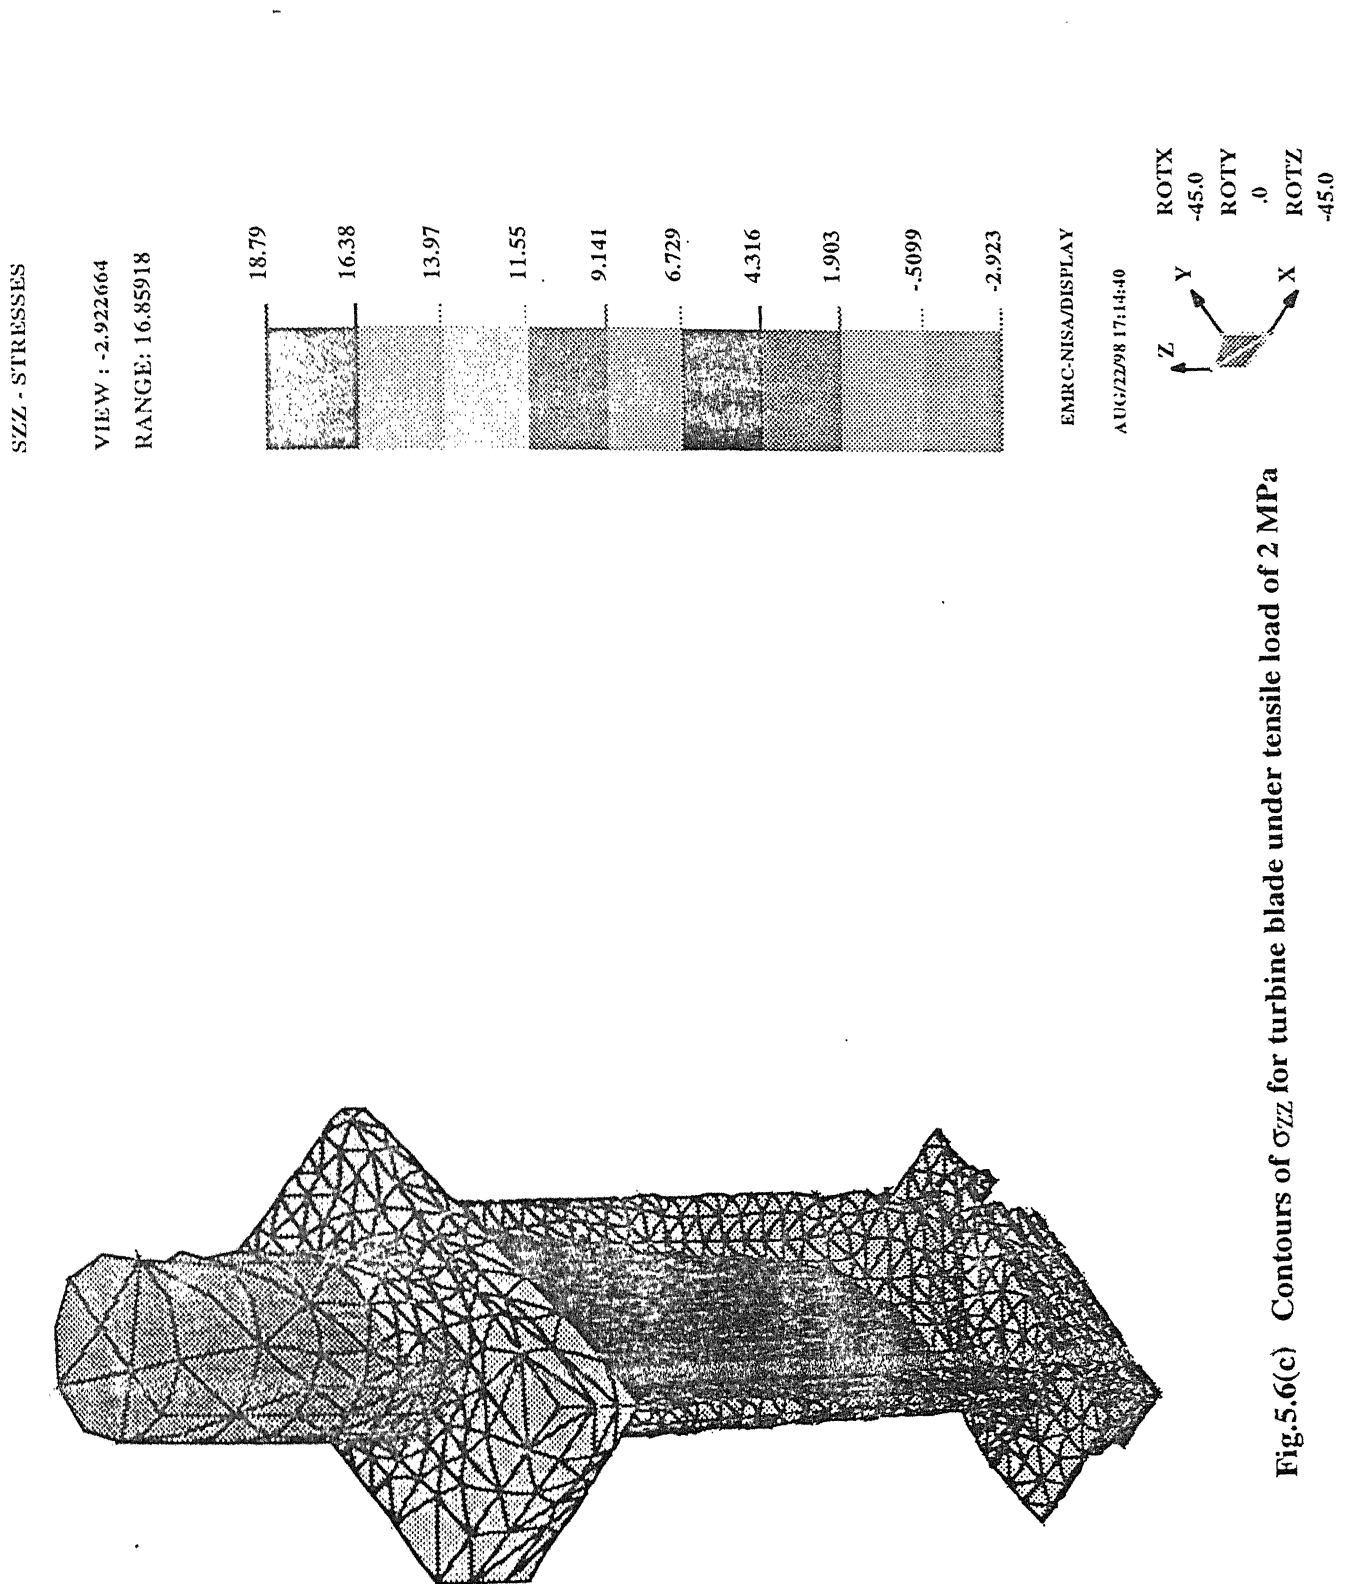 SZZ - STRESSES
VIEW : -2.922664
RANGE: 16.85918
18.79
16.38
13.97
11.55
9.141
6.729
4.316
1.903
-.5099
-2.923
EMRC-NISA/DISPLAY
AUG/22/98 17:14:40
Z
Y
X
ROTX
-45.0
ROTY
.0
ROTZ
-45.0
Fig.5.6(c) Contours of σZZ for turbine blade under tensile load of 2 MPa